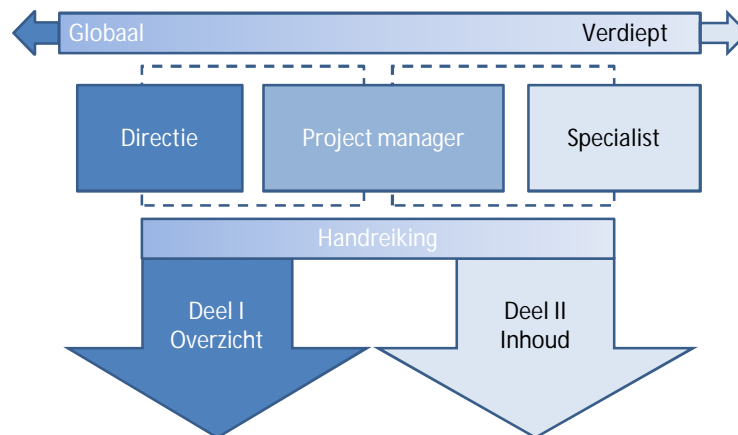 Globaal
Verdiept
Directie
Project manager
Specialist
Handreiking
Deel I
Overzicht
Deel II
Inhoud